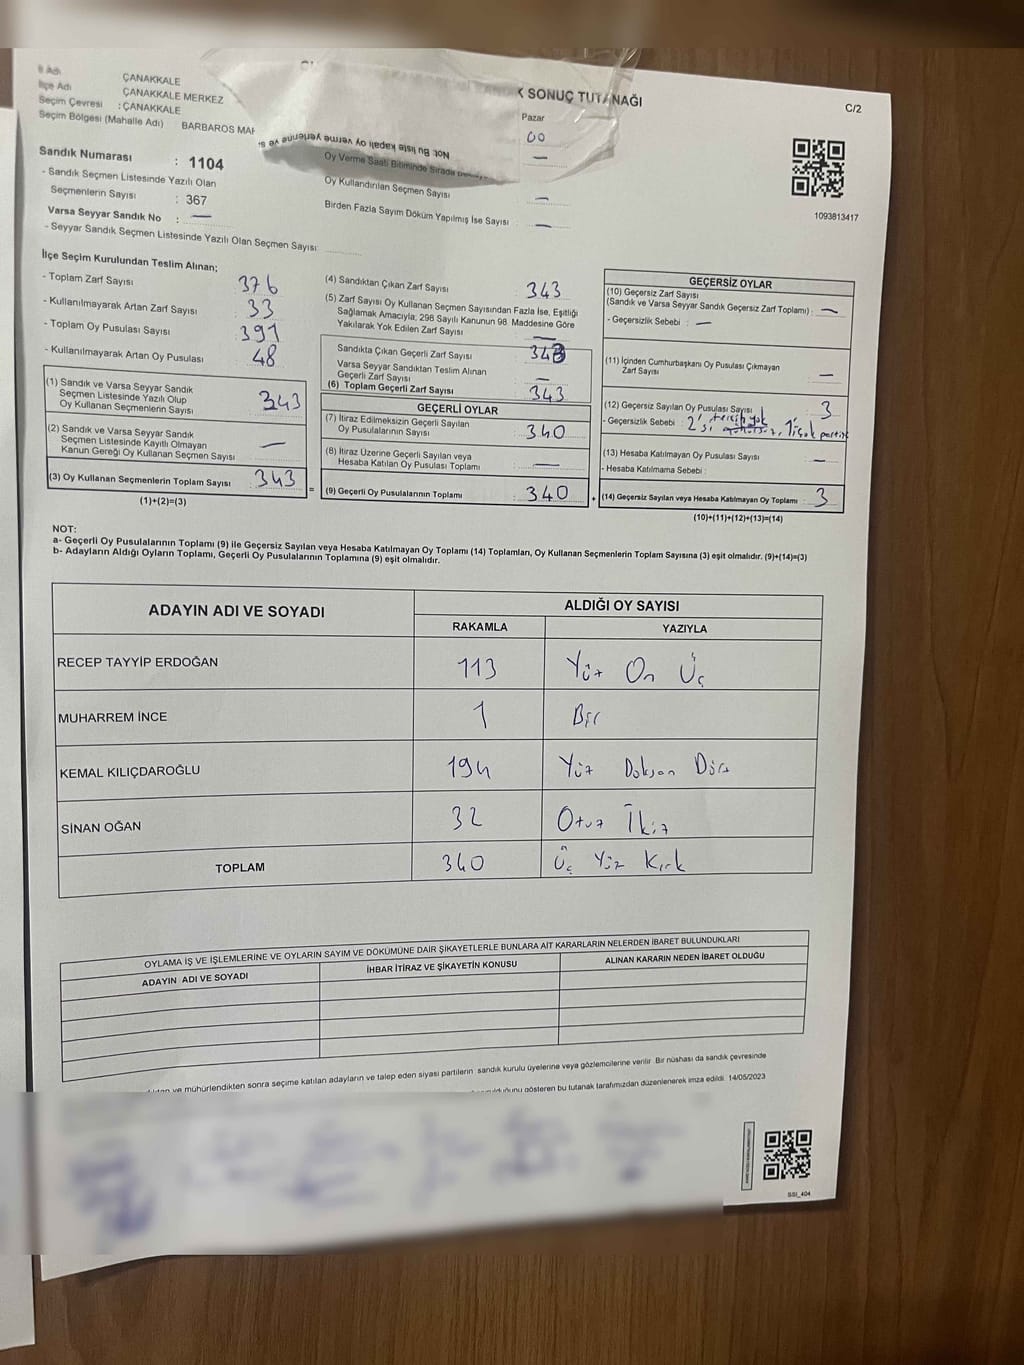 K SONUÇ TUTANAĞI
C/2
İl Adı
ÇANAKKALE
İlçe Adı
ÇANAKKALE MERKEZ
Seçim Çevresi : ÇANAKKALE
Seçim Bölgesi (Mahalle Adı) BARBAROS MAH
Pazar
00
Not: Bu liste kapalı oy verme yerlerine ve s
Sandık Numarası : 1104
- Sandık Seçmen Listesinde Yazılı Olan
Seçmenlerin Sayısı : 367
Varsa Seyyar Sandık No : —
- Seyyar Sandık Seçmen Listesinde Yazılı Olan Seçmen Sayısı:
Oy Verme Saati Bitiminde Sırada —
Oy Kullandırılan Seçmen Sayısı —
Birden Fazla Sayım Döküm Yapılmış İse Sayısı : —
1093813417
İlçe Seçim Kurulundan Teslim Alınan;
- Toplam Zarf Sayısı 376
- Kullanılmayarak Artan Zarf Sayısı : 33
- Toplam Oy Pusulası Sayısı : 391
- Kullanılmayarak Artan Oy Pusulası 48
(1) Sandık ve Varsa Seyyar Sandık
Seçmen Listesinde Yazılı Olup
Oy Kullanan Seçmenlerin Sayısı 343
(2) Sandık ve Varsa Seyyar Sandık
Seçmen Listesinde Kayıtlı Olmayan
Kanun Gereği Oy Kullanan Seçmen Sayısı —
(3) Oy Kullanan Seçmenlerin Toplam Sayısı 343
(1)+(2)=(3)
(4) Sandıktan Çıkan Zarf Sayısı : 343
(5) Zarf Sayısı Oy Kullanan Seçmen Sayısından Fazla İse, Eşitliği
Sağlamak Amacıyla; 298 Sayılı Kanunun 98. Maddesine Göre
Yakılarak Yok Edilen Zarf Sayısı —
Sandıkta Çıkan Geçerli Zarf Sayısı 343
Varsa Seyyar Sandıktan Teslim Alınan
Geçerli Zarf Sayısı —
(6) Toplam Geçerli Zarf Sayısı 343
GEÇERLİ OYLAR
(7) İtiraz Edilmeksizin Geçerli Sayılan
Oy Pusulalarının Sayısı : 340
(8) İtiraz Üzerine Geçerli Sayılan veya
Hesaba Katılan Oy Pusulası Toplamı : —
=
(9) Geçerli Oy Pusulalarının Toplamı : 340
GEÇERSİZ OYLAR
(10) Geçersiz Zarf Sayısı
(Sandık ve Varsa Seyyar Sandık Geçersiz Zarf Toplamı) : —
- Geçersizlik Sebebi : —
(11) İçinden Cumhurbaşkanı Oy Pusulası Çıkmayan
Zarf Sayısı —
(12) Geçersiz Sayılan Oy Pusulası Sayısı 3
- Geçersizlik Sebebi : 2'si tercih yok
(13) Hesaba Katılmayan Oy Pusulası Sayısı : —
- Hesaba Katılmama Sebebi :
+
(14) Geçersiz Sayılan veya Hesaba Katılmayan Oy Toplamı : 3
(10)+(11)+(12)+(13)=(14)
NOT:
a- Geçerli Oy Pusulalarının Toplamı (9) ile Geçersiz Sayılan veya Hesaba Katılmayan Oy Toplamı (14) Toplamları, Oy Kullanan Seçmenlerin Toplam Sayısına (3) eşit olmalıdır. (9)+(14)=(3)
b- Adayların Aldığı Oyların Toplamı, Geçerli Oy Pusulalarının Toplamına (9) eşit olmalıdır.
ADAYIN ADI VE SOYADI
ALDIĞI OY SAYISI
RAKAMLA YAZIYLA
RECEP TAYYİP ERDOĞAN 113 Yüz On Üç
MUHARREM İNCE 1 Bir
KEMAL KILIÇDAROĞLU 194 Yüz Doksan Dört
SİNAN OĞAN 32 Otuz İkiz
TOPLAM 340 Üç Yüz Kırk
OYLAMA İŞ VE İŞLEMLERİNE VE OYLARIN SAYIM VE DÖKÜMÜNE DAİR ŞİKAYETLERLE BUNLARA AİT KARARLARIN NELERDEN İBARET BULUNDUKLARI
ADAYIN ADI VE SOYADI İHBAR İTİRAZ VE ŞİKAYETİN KONUSU ALINAN KARARIN NEDEN İBARET OLDUĞU
ve mühürlendikten sonra seçime katılan adayların ve talep eden siyasi partilerin sandık kurulu üyelerine veya gözlemcilerine verilir. Bir nüshası da sandık çevresinde
gösteren bu tutanak tarafımızdan düzenlenerek imza edildi. 14/05/2023
SSI_404